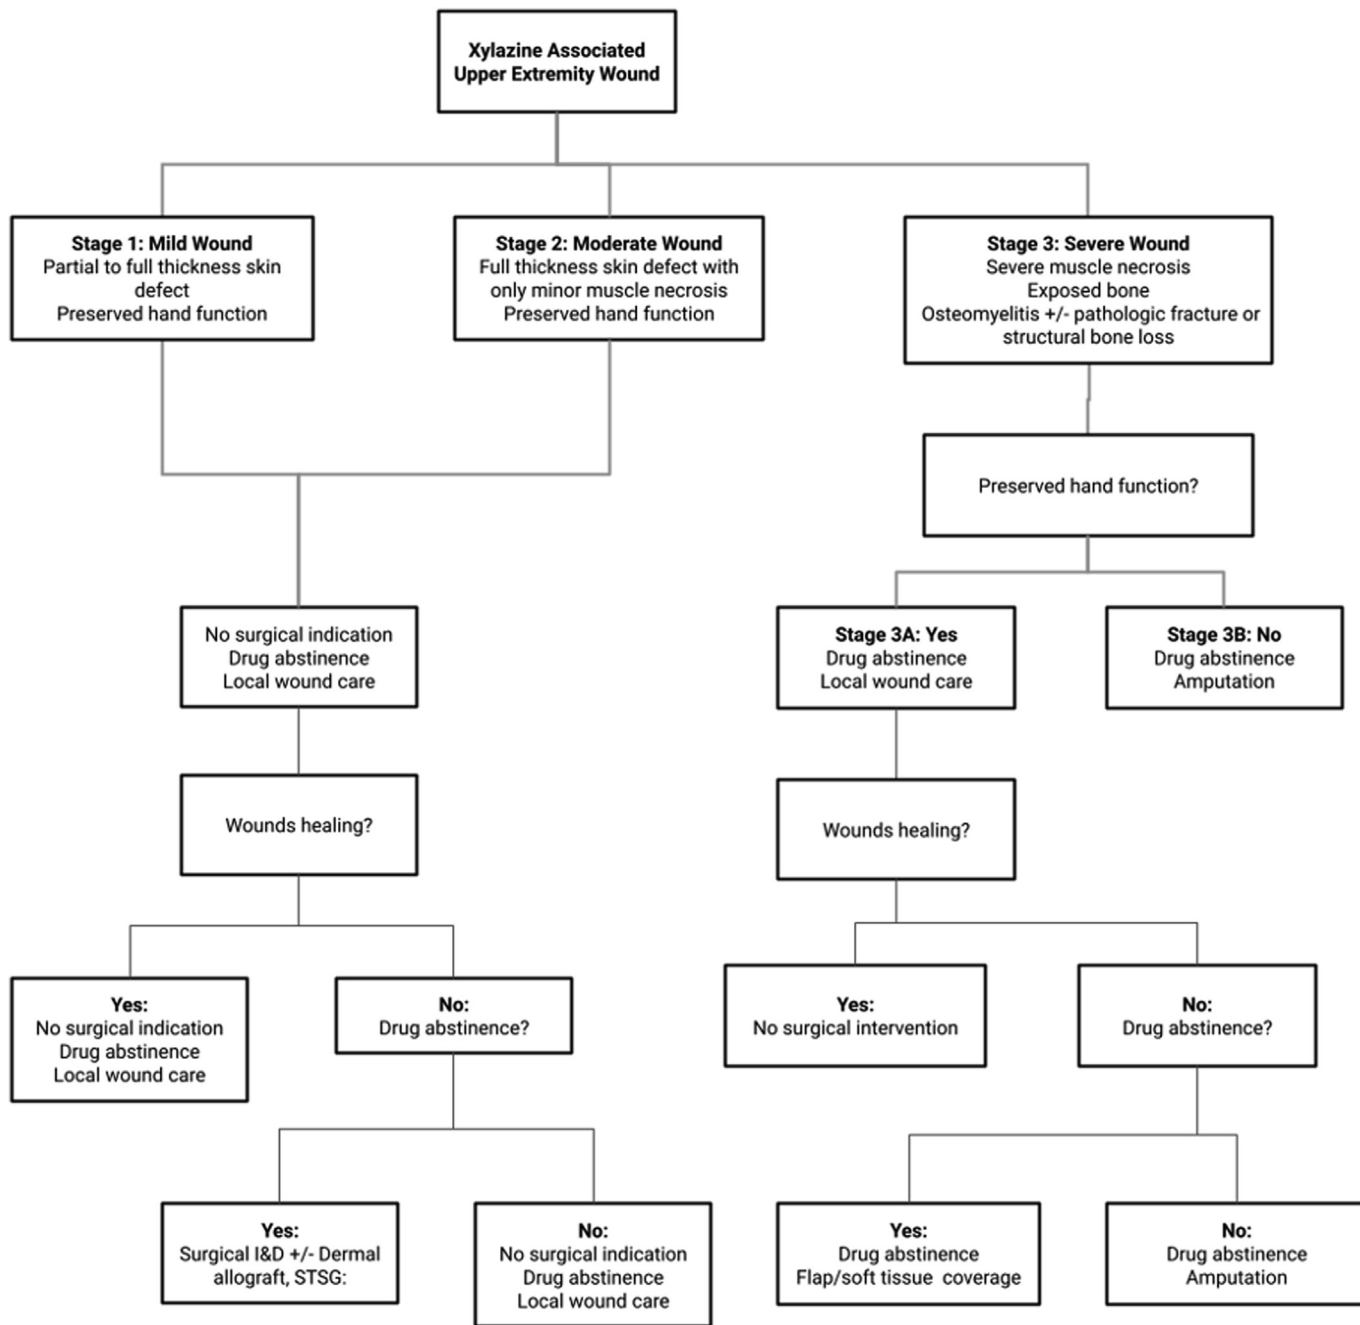 Xylazine Associated
Upper Extremity Wound
Stage 1: Mild Wound
Partial to full thickness skin
defect
Preserved hand function
Stage 2: Moderate Wound
Full thickness skin defect with
only minor muscle necrosis
Preserved hand function
Stage 3: Severe Wound
Severe muscle necrosis
Exposed bone
Osteomyelitis +/- pathologic fracture or
structural bone loss
Preserved hand function?
No surgical indication
Drug abstinence
Local wound care
Stage 3A: Yes
Drug abstinence
Local wound care
Stage 3B: No
Drug abstinence
Amputation
Wounds healing?
Wounds healing?
Yes:
No surgical indication
Drug abstinence
Local wound care
No:
Drug abstinence?
Yes:
No surgical intervention
No:
Drug abstinence?
Yes:
Surgical I&D +/- Dermal
allograft, STSG:
No:
No surgical indication
Drug abstinence
Local wound care
Yes:
Drug abstinence
Flap/soft tissue coverage
No:
Drug abstinence
Amputation